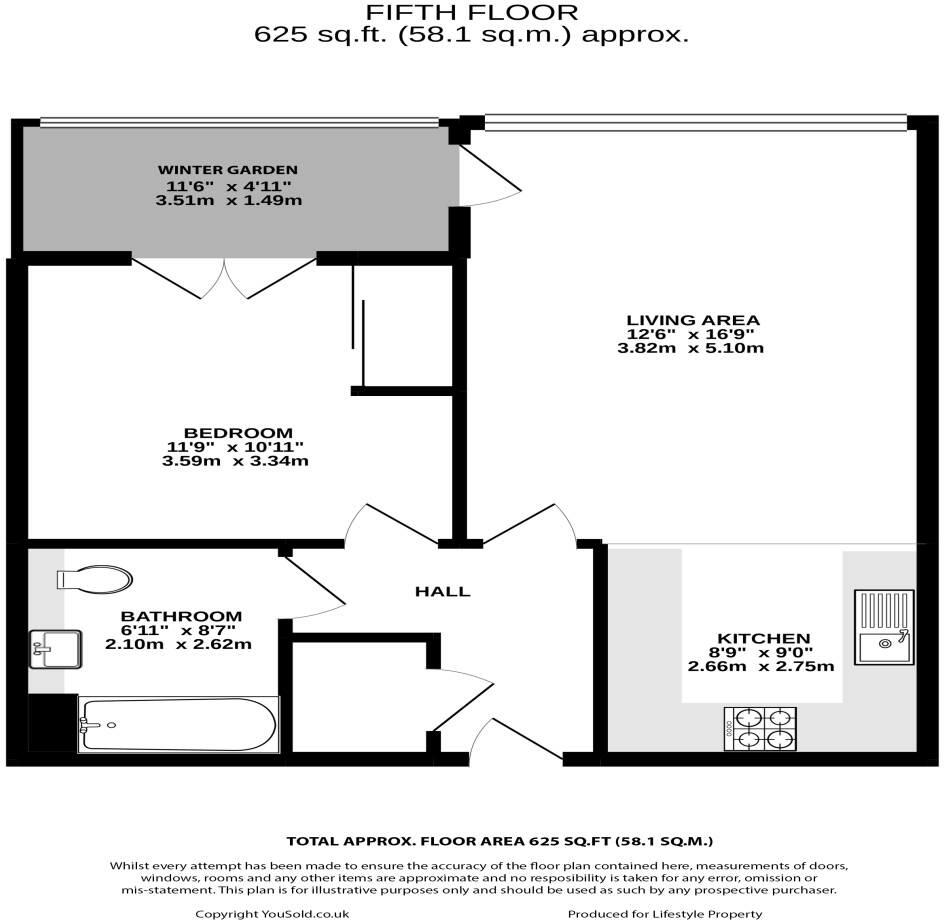 FIFTH FLOOR
625 sq.ft. (58.1 sq.m.) approx.
WINTER GARDEN
11'6" x 4'11"
3.51m x 1.49m
LIVING AREA
12'6" x 16'9"
3.82m x 5.10m
BEDROOM
11'9" x 10'11"
3.59m x 3.34m
HALL
BATHROOM
6'11" x 8'7"
2.10m x 2.62m
KITCHEN
8'9" x 9'0"
2.66m x 2.75m
TOTAL APPROX. FLOOR AREA 625 SQ.FT (58.1 SQ.M.)
Whilst every attempt has been made to ensure the accuracy of the floor plan contained here, measurements of doors,
windows, rooms and any other items are approximate and no resposibility is taken for any error, omission or
mis-statement. This plan is for illustrative purposes only and should be used as such by any prospective purchaser.
Copyright YouSold.co.uk
Produced for Lifestyle Property